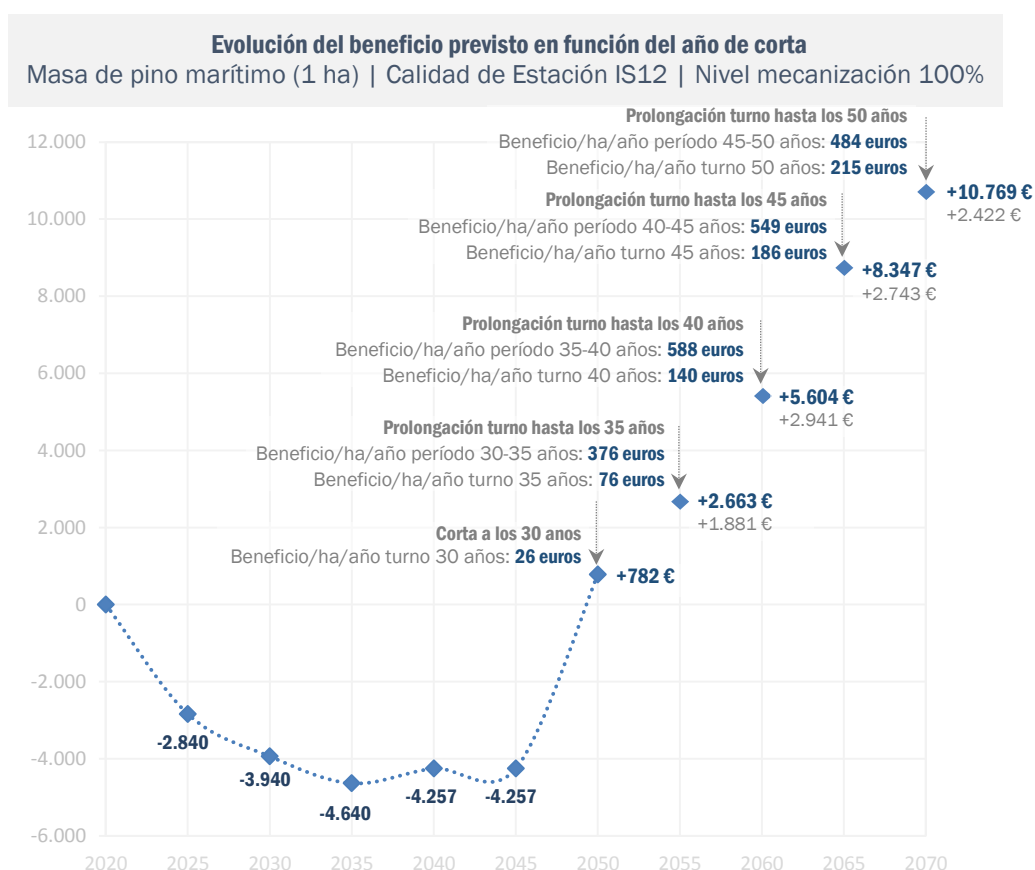 Evolución del beneficio previsto en función del año de corta
Masa de pino marítimo (1 ha) | Calidad de Estación IS12 | Nivel mecanización 100%
Prolongación turno hasta los 50 años
Beneficio/ha/año período 45-50 años: 484 euros
Beneficio/ha/año turno 50 años: 215 euros
+10.769 €
+2.422 €
Prolongación turno hasta los 45 años
Beneficio/ha/año período 40-45 años: 549 euros
Beneficio/ha/año turno 45 años: 186 euros
+8.347 €
+2.743 €
Prolongación turno hasta los 40 años
Beneficio/ha/año período 35-40 años: 588 euros
Beneficio/ha/año turno 40 años: 140 euros
+5.604 €
+2.941 €
Prolongación turno hasta los 35 años
Beneficio/ha/año período 30-35 años: 376 euros
Beneficio/ha/año turno 35 años: 76 euros
+2.663 €
+1.881 €
Corta a los 30 anos
Beneficio/ha/año turno 30 años: 26 euros
+782 €
-2.840
-3.940
-4.640
-4.257
-4.257
12.000
10.000
8.000
6.000
4.000
2.000
0
-2.000
-4.000
-6.000
2020 2025 2030 2035 2040 2045 2050 2055 2060 2065 2070